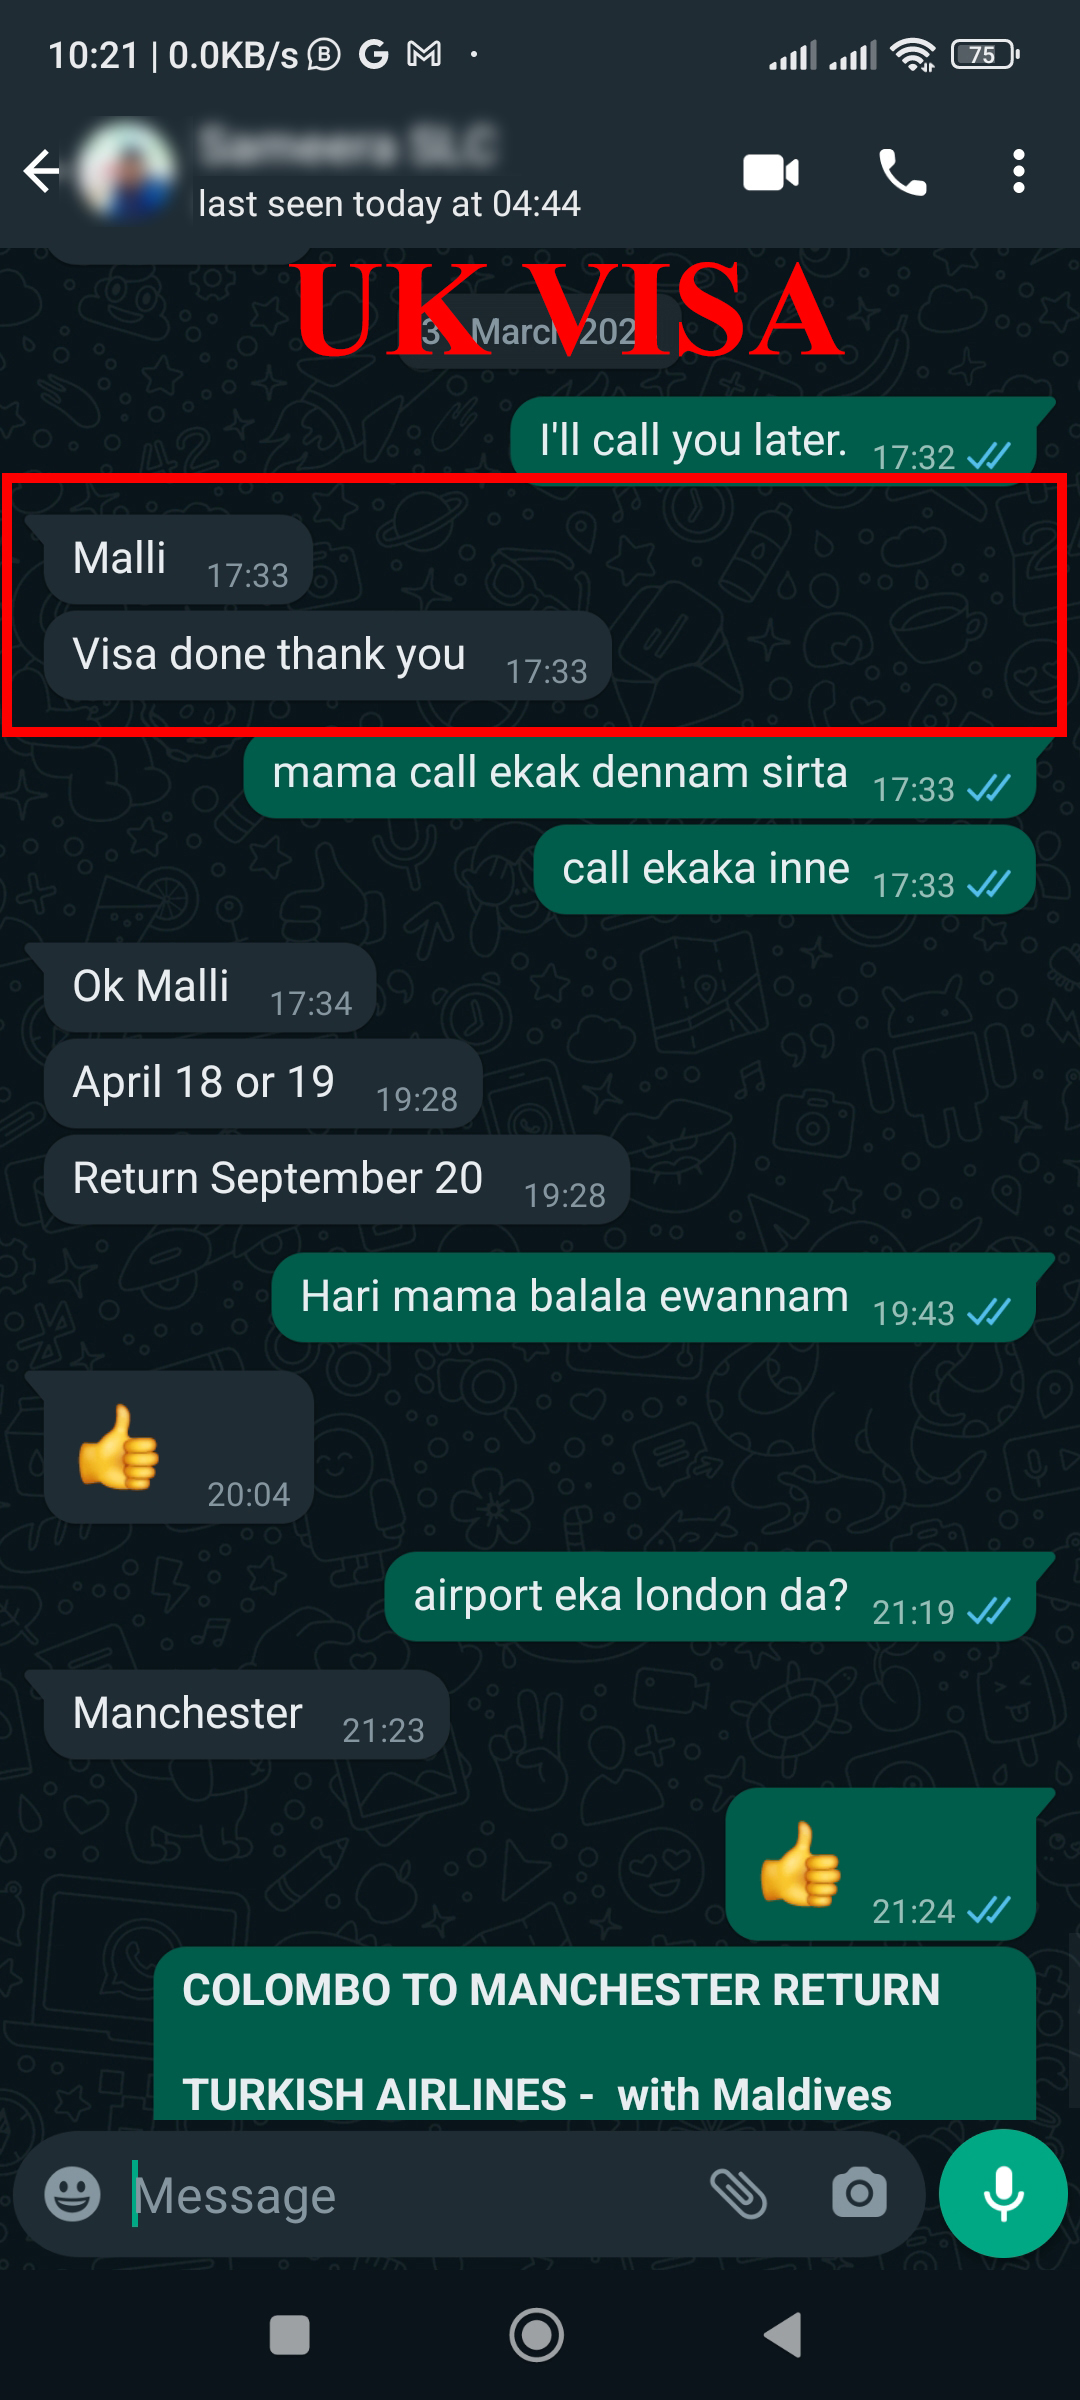 10:21 | 0.0KB/s
75
Sameera SLC
last seen today at 04:44
UK VISA
March 202
I'll call you later. 17:32
Malli 17:33
Visa done thank you 17:33
mama call ekak dennam sirta 17:33
call ekaka inne 17:33
Ok Malli 17:34
April 18 or 19 19:28
Return September 20 19:28
Hari mama balala ewannam 19:43
👍 20:04
airport eka london da? 21:19
Manchester 21:23
👍 21:24
COLOMBO TO MANCHESTER RETURN
TURKISH AIRLINES - with Maldives
Message